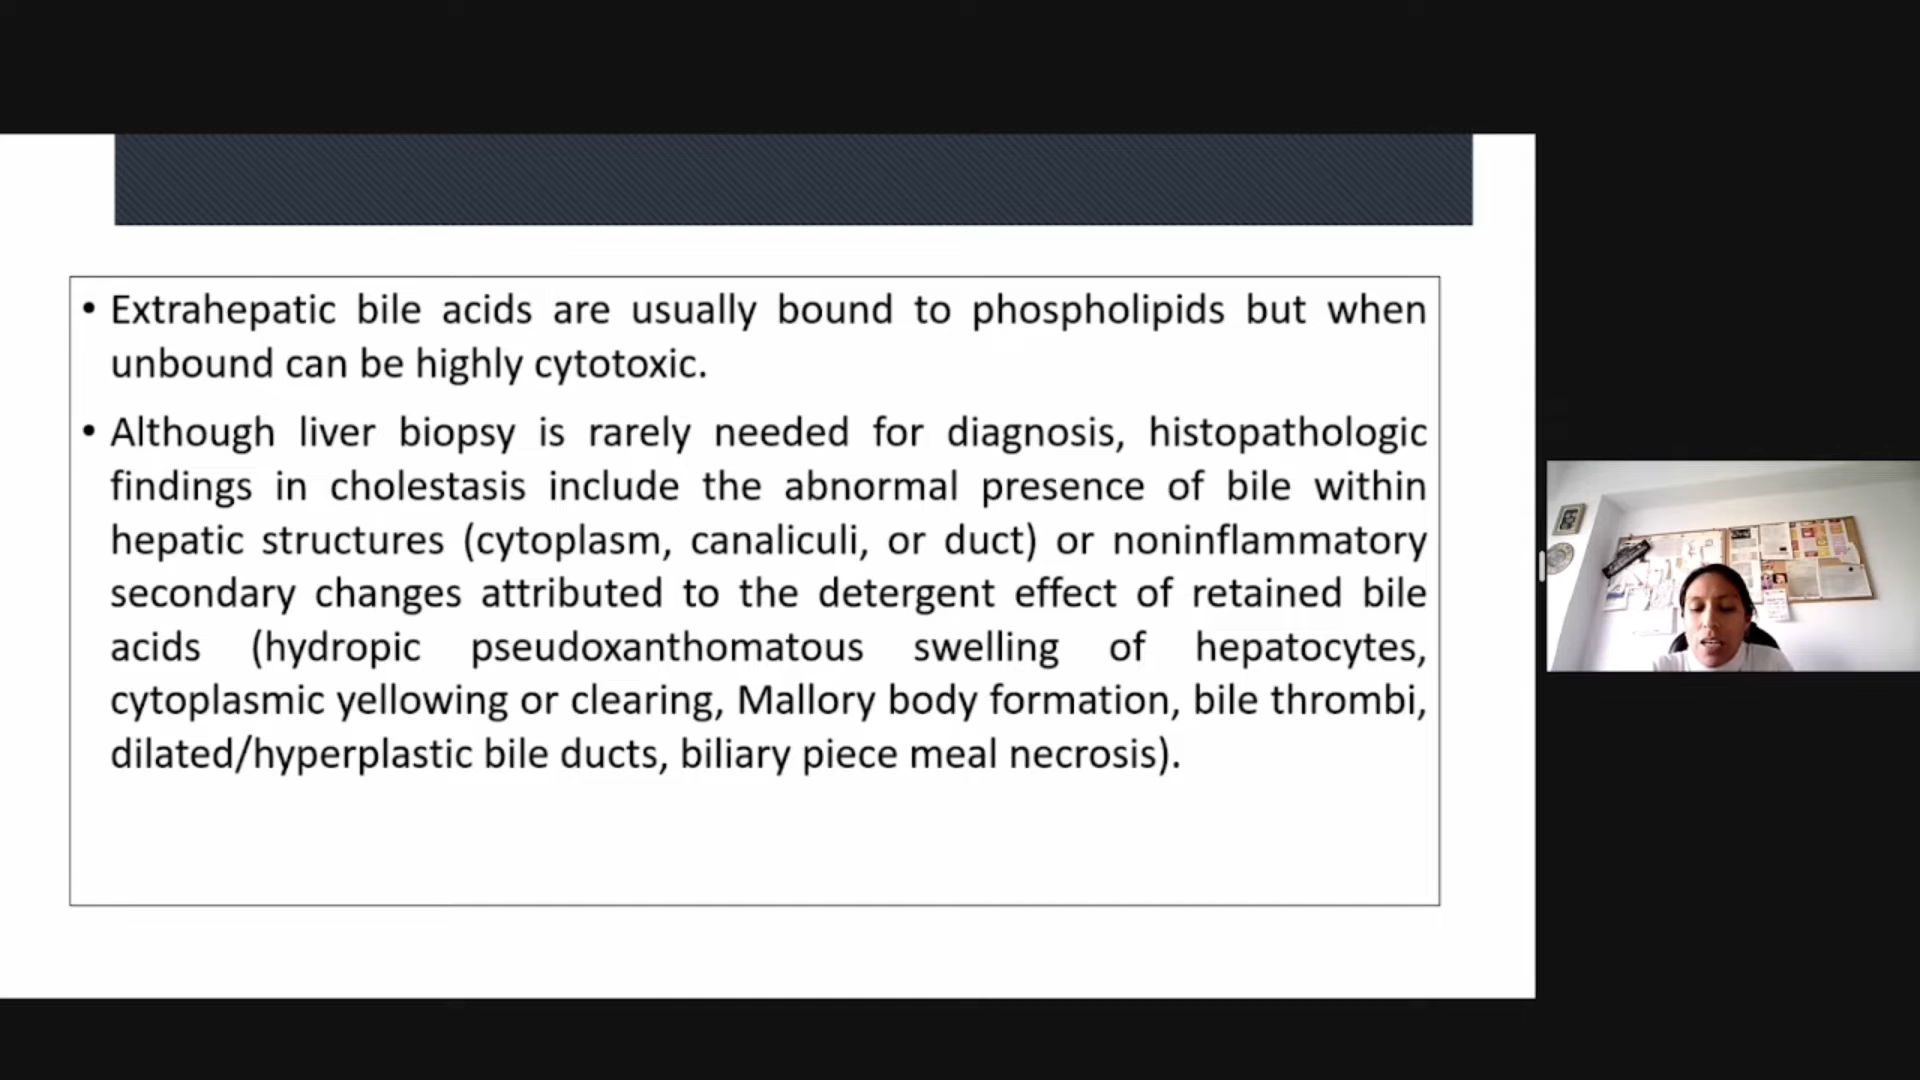 • Extrahepatic bile acids are usually bound to phospholipids but when
unbound can be highly cytotoxic.
• Although liver biopsy is rarely needed for diagnosis, histopathologic
findings in cholestasis include the abnormal presence of bile within
hepatic structures (cytoplasm, canaliculi, or duct) or noninflammatory
secondary changes attributed to the detergent effect of retained bile
acids (hydropic pseudoxanthomatous swelling of hepatocytes,
cytoplasmic yellowing or clearing, Mallory body formation, bile thrombi,
dilated/hyperplastic bile ducts, biliary piece meal necrosis).